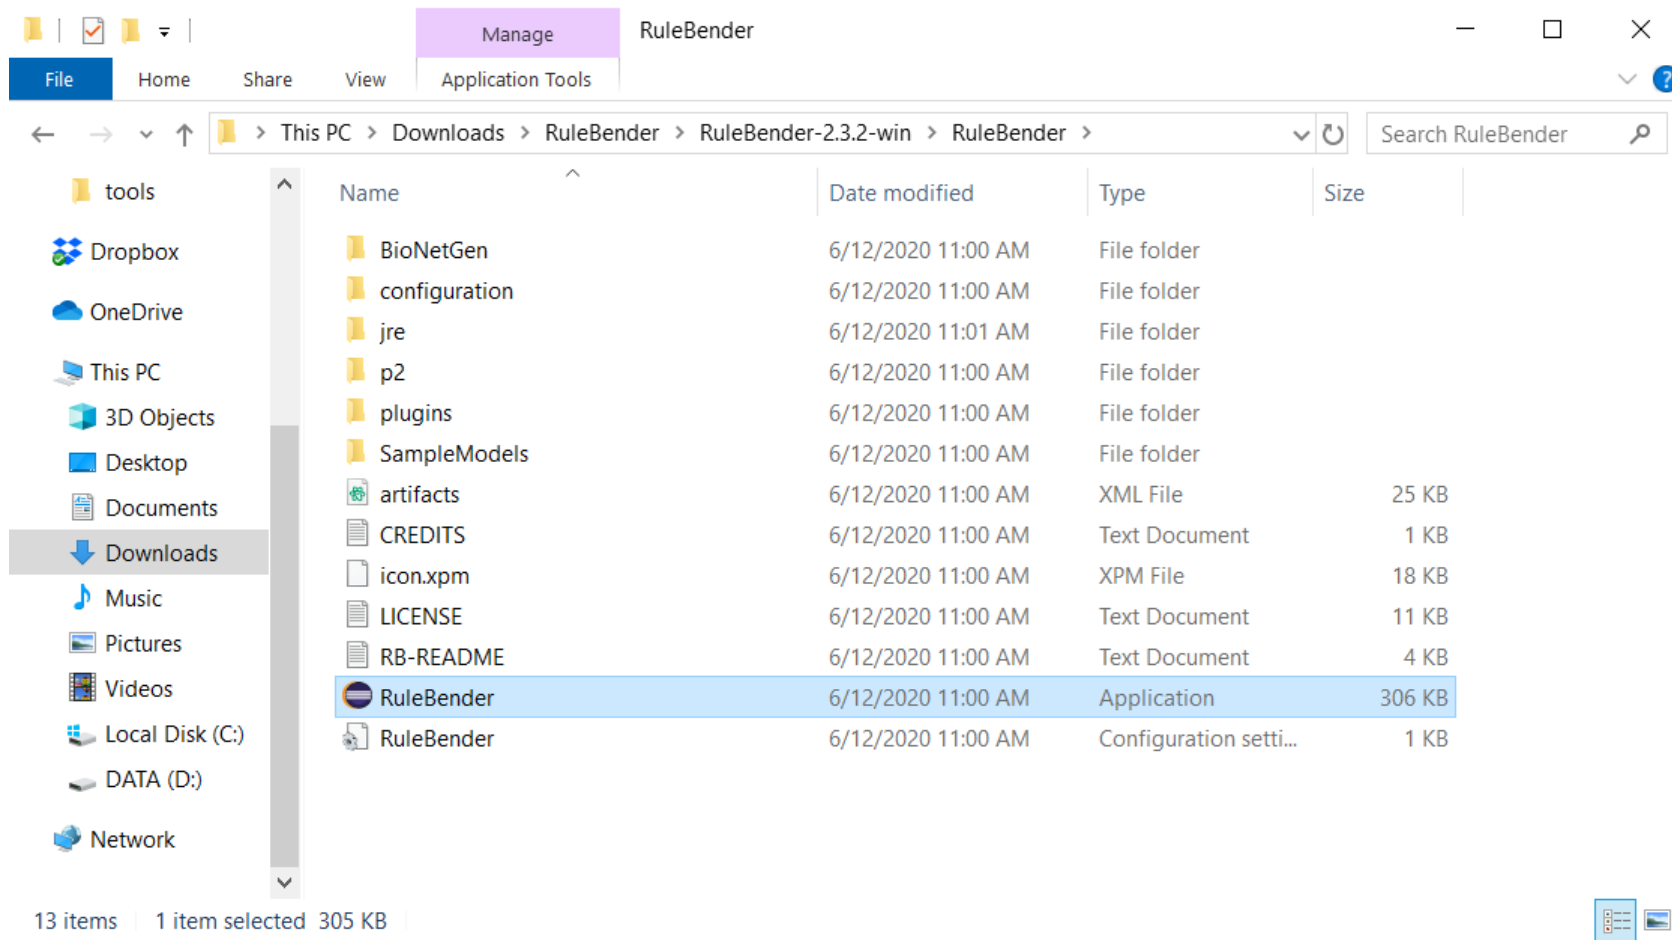 Manage
RuleBender
File Home Share View Application Tools
This PC > Downloads > RuleBender > RuleBender-2.3.2-win > RuleBender >
Search RuleBender
tools
Dropbox
OneDrive
This PC
3D Objects
Desktop
Documents
Downloads
Music
Pictures
Videos
Local Disk (C:)
DATA (D:)
Network
Name Date modified Type Size
BioNetGen 6/12/2020 11:00 AM File folder
configuration 6/12/2020 11:00 AM File folder
jre 6/12/2020 11:01 AM File folder
p2 6/12/2020 11:00 AM File folder
plugins 6/12/2020 11:00 AM File folder
SampleModels 6/12/2020 11:00 AM File folder
artifacts 6/12/2020 11:00 AM XML File 25 KB
CREDITS 6/12/2020 11:00 AM Text Document 1 KB
icon.xpm 6/12/2020 11:00 AM XPM File 18 KB
LICENSE 6/12/2020 11:00 AM Text Document 11 KB
RB-README 6/12/2020 11:00 AM Text Document 4 KB
RuleBender 6/12/2020 11:00 AM Application 306 KB
RuleBender 6/12/2020 11:00 AM Configuration setti... 1 KB
13 items 1 item selected 305 KB